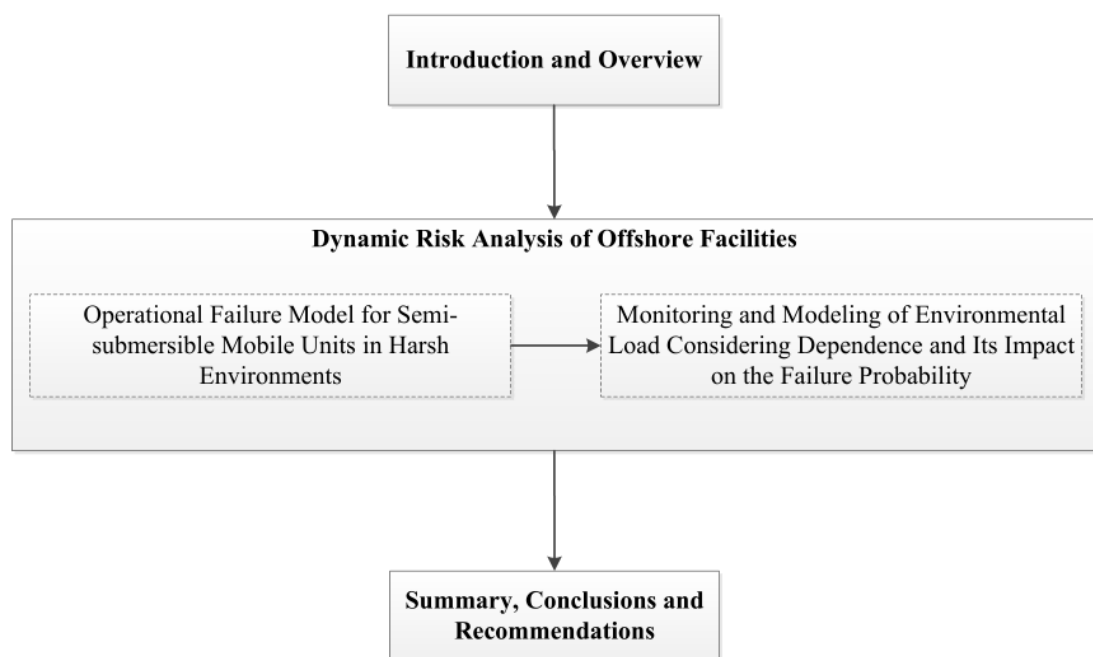 Introduction and Overview
Dynamic Risk Analysis of Offshore Facilities
Operational Failure Model for Semi-
submersible Mobile Units in Harsh
Environments
Monitoring and Modeling of Environmental
Load Considering Dependence and Its Impact
on the Failure Probability
Summary, Conclusions and
Recommendations